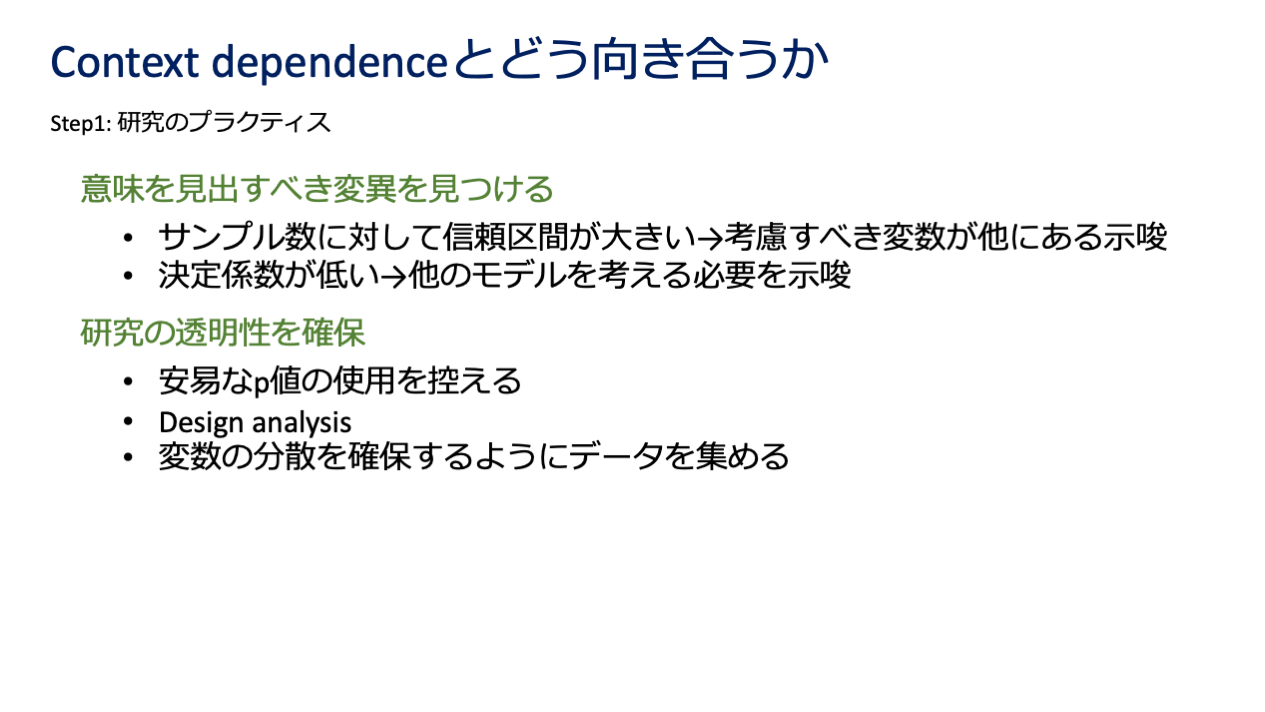 Context dependenceとどう向き合うか
Step1: 研究のプラクティス
意味を見出すべき変異を見つける
• サンプル数に対して信頼区間が大きい→考慮すべき変数が他にある示唆
• 決定係数が低い→他のモデルを考える必要を示唆
研究の透明性を確保
• 安易なp値の使用を控える
• Design analysis
• 変数の分散を確保するようにデータを集める